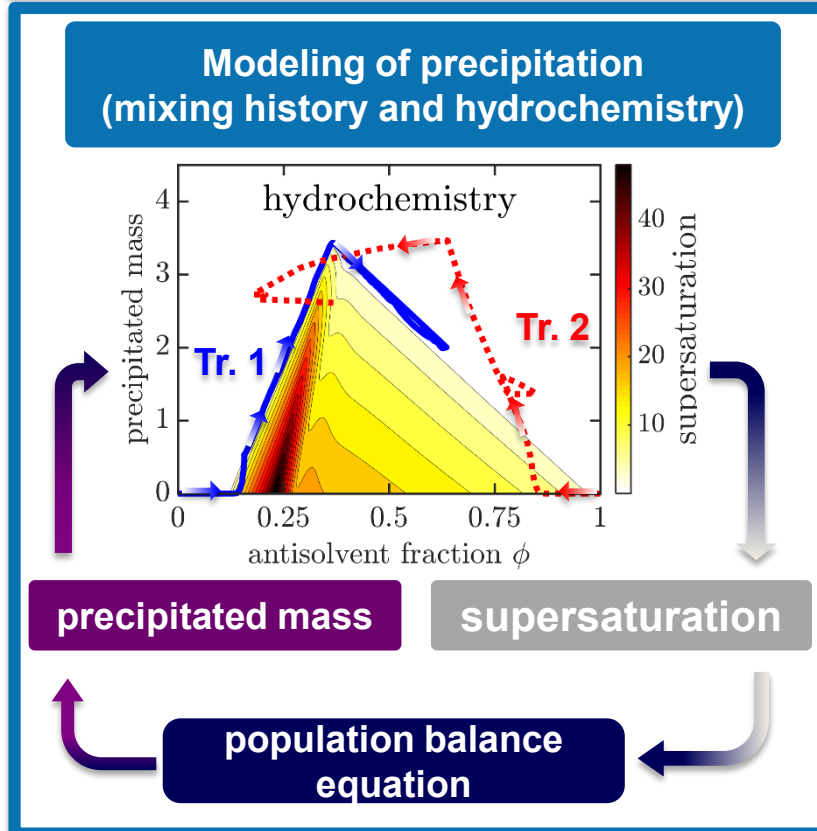 Modeling of precipitation
(mixing history and hydrochemistry)
hydrochemistry
precipitated mass
4
3
2
1
0
0
0.25
0.5
0.75
1
antisolvent fraction ϕ
Tr. 1
Tr. 2
40
30
20
10
supersaturation
precipitated mass
supersaturation
population balance
equation